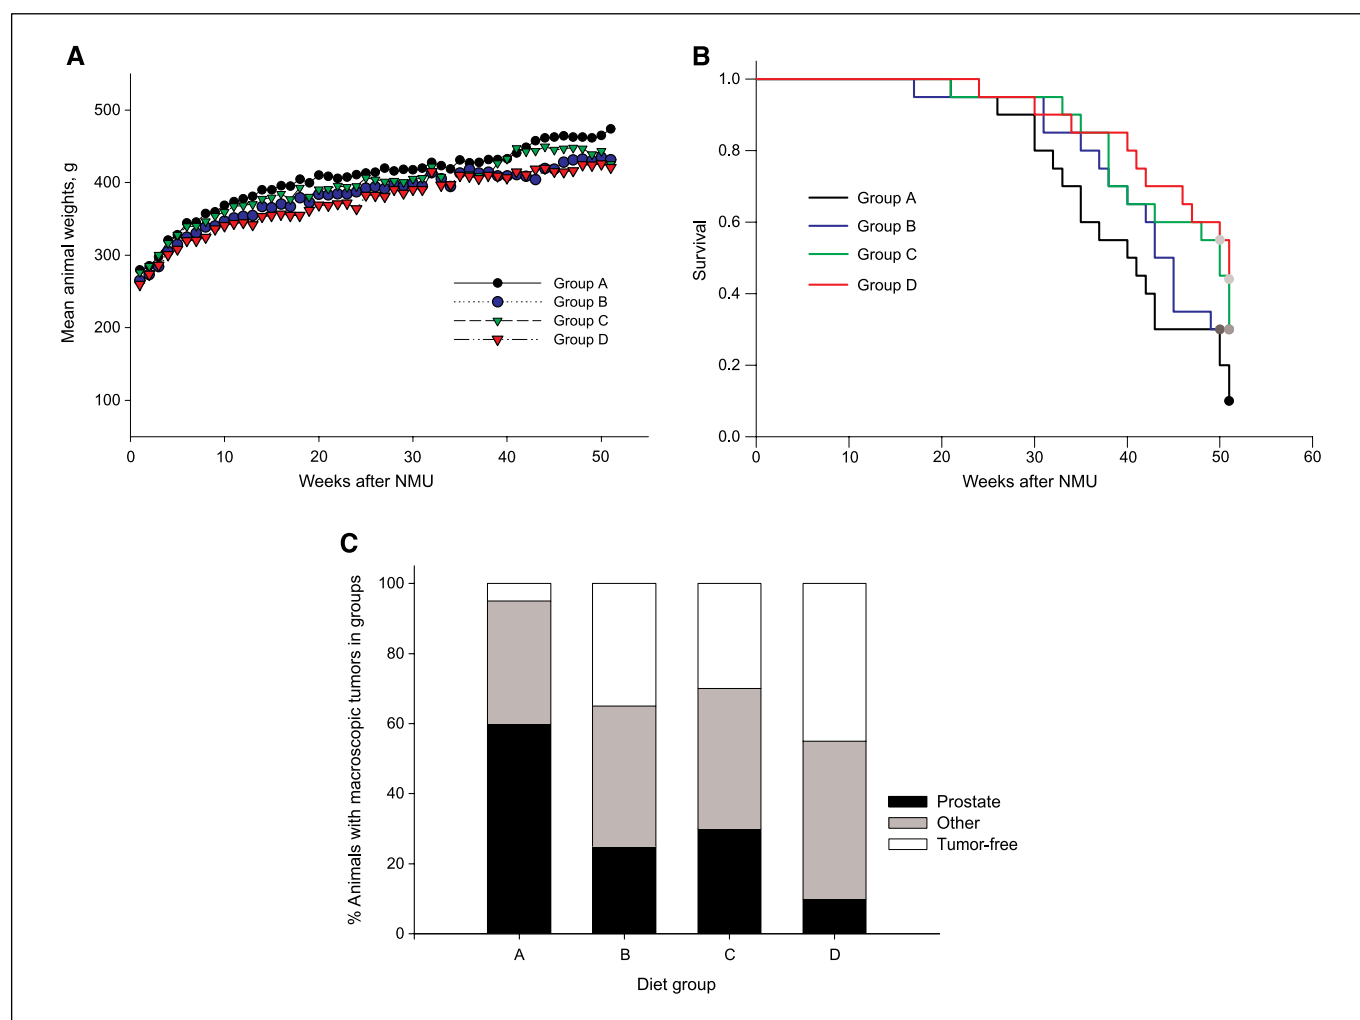 A
500
400
300
200
100
Mean animal weights, g
Group A
Group B
Group C
Group D
0 10 20 30 40 50
Weeks after NMU
B
1.0
0.8
0.6
0.4
0.2
0.0
Survival
Group A
Group B
Group C
Group D
0 10 20 30 40 50 60
Weeks after NMU
C
100
80
60
40
20
0
% Animals with macroscopic tumors in groups
Prostate
Other
Tumor-free
A B C D
Diet group